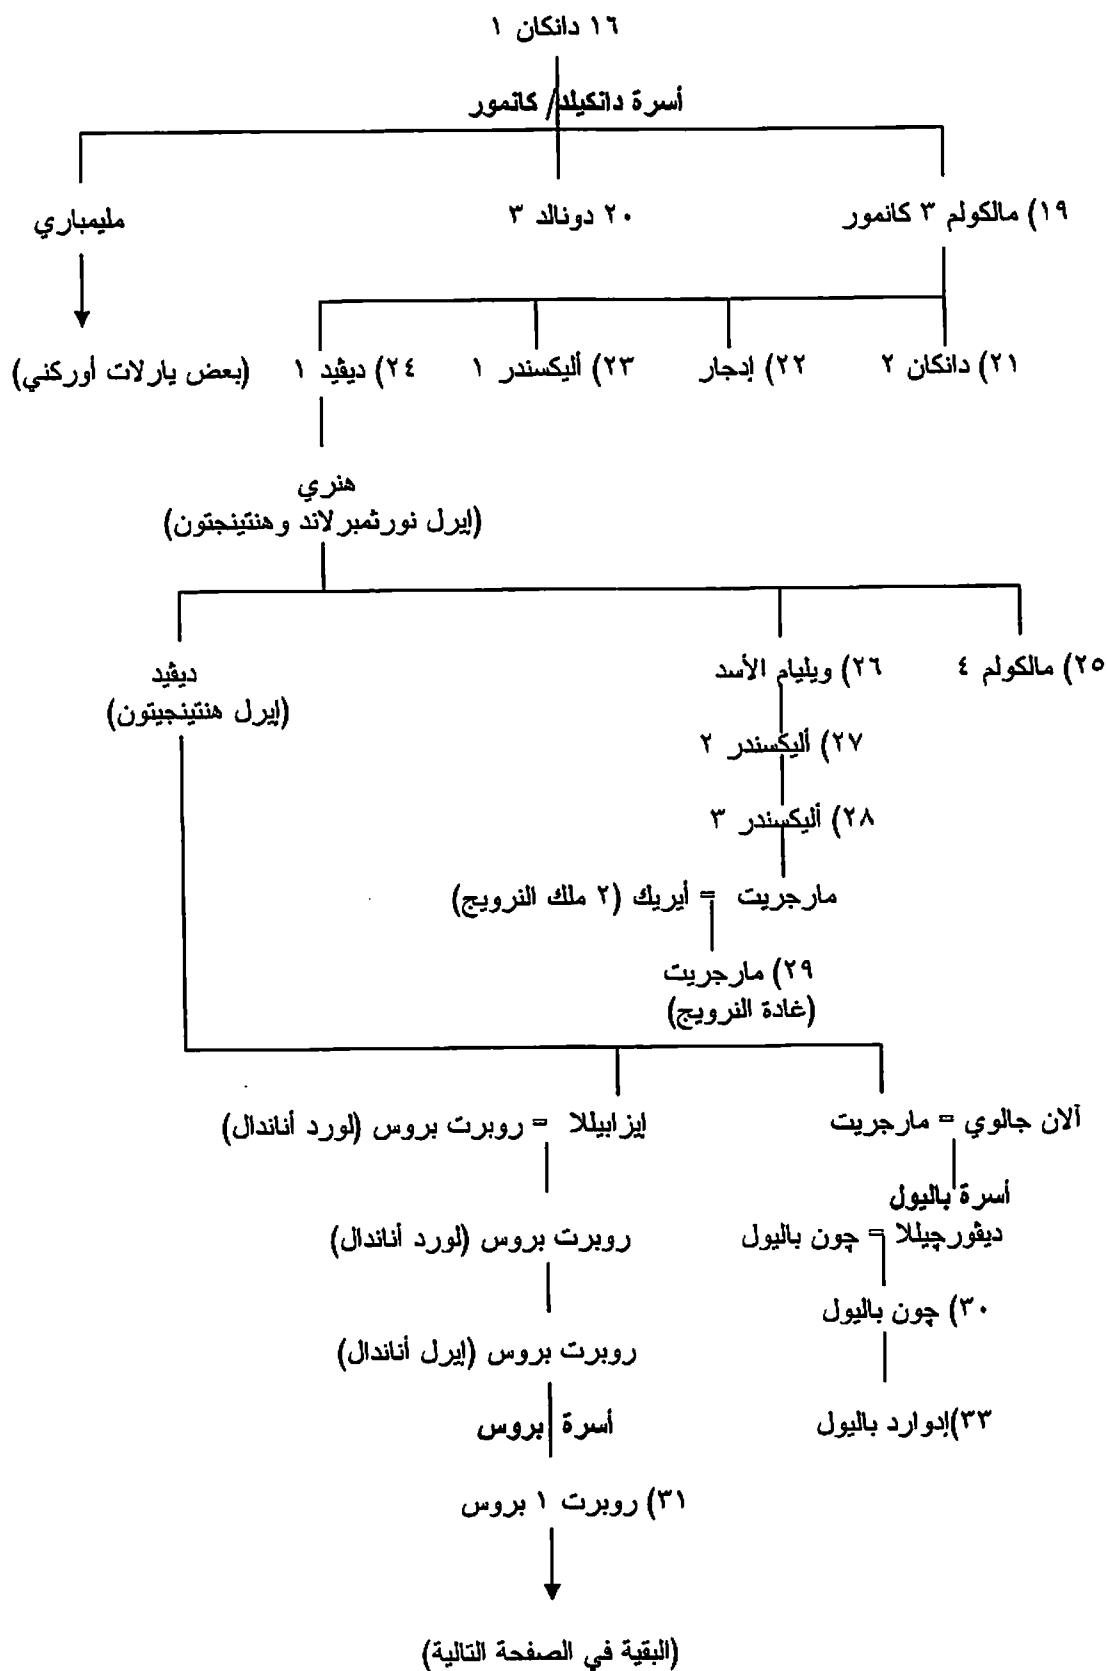 ١٦ دانكان ١
أسرة دانكيلد/ كانمور
١٩) مالكولم ٣ كانمور
٢٠ دونالد ٣
مليمباري
٢١) دانكان ٢
٢٢) إدجار
٢٣) أليكسندر ١
٢٤) ديڤيد ١
(بعض يارلات أوركني)
هنري
(إيرل نورثمبرلاند وهنتينجتون)
٢٥) مالكولم ٤
٢٦) ويليام الأسد
ديڤيد
(إيرل هنتينجيتون)
٢٧) أليكسندر ٢
٢٨) أليكسندر ٣
مارجريت = أيريك (٢ ملك النرويج)
٢٩) مارجريت
(غادة النرويج)
آلان جالوي = مارجريت
إيزابيللا = روبرت بروس (لورد أناندال)
أسرة باليول
ديڤورچيللا = چون باليول
روبرت بروس (لورد أناندال)
٣٠) چون باليول
روبرت بروس (إيرل أناندال)
٣٣)إدوارد باليول
أسرة بروس
٣١) روبرت ١ بروس
(البقية في الصفحة التالية)